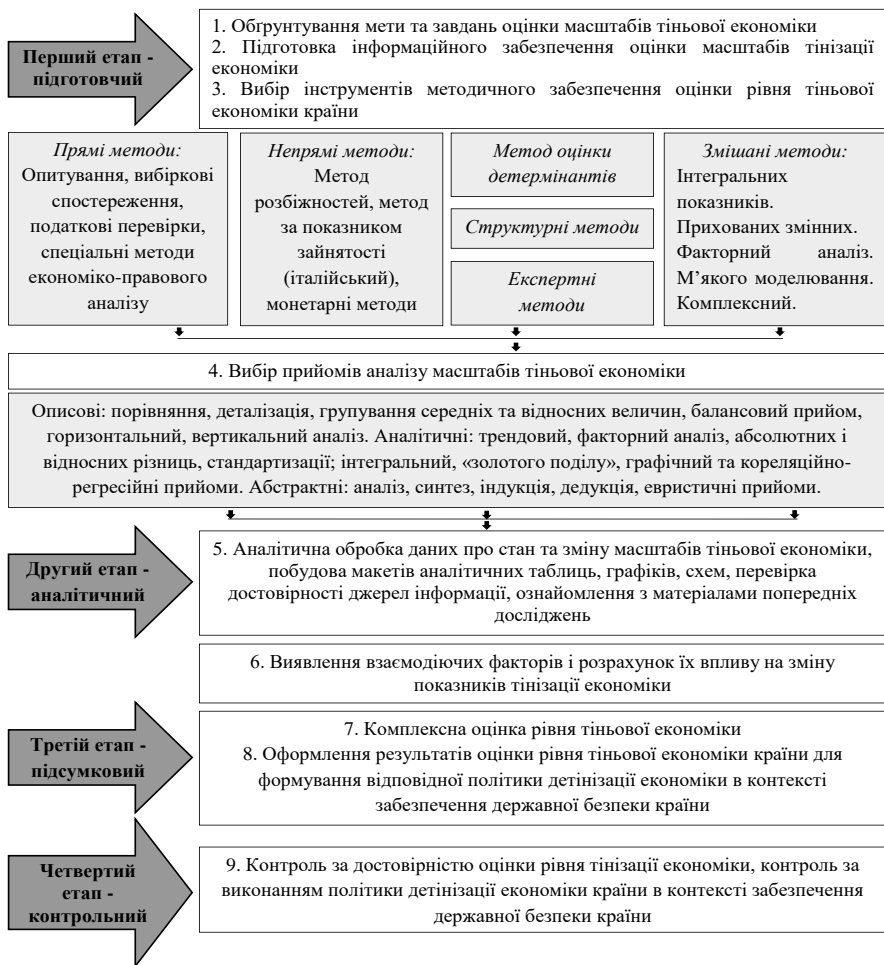 Перший етап -
підготовчий
1. Обґрунтування мети та завдань оцінки масштабів тіньової економіки
2. Підготовка інформаційного забезпечення оцінки масштабів тінізації
економіки
3. Вибір інструментів методичного забезпечення оцінки рівня тіньової
економіки країни
Прямі методи:
Опитування, вибіркові
спостереження,
податкові перевірки,
спеціальні методи
економіко-правового
аналізу
Непрямі методи:
Метод
розбіжностей, метод
за показником
зайнятості
(італійський),
монетарні методи
Метод оцінки
детермінантів
Структурні методи
Експертні
методи
Змішані методи:
Інтегральних
показників.
Прихованих змінних.
Факторний аналіз.
М’якого моделювання.
Комплексний.
4. Вибір прийомів аналізу масштабів тіньової економіки
Описові: порівняння, деталізація, групування середніх та відносних величин, балансовий прийом,
горизонтальний, вертикальний аналіз. Аналітичні: трендовий, факторний аналіз, абсолютних і
відносних різниць, стандартизації; інтегральний, «золотого поділу», графічний та кореляційно-
регресійні прийоми. Абстрактні: аналіз, синтез, індукція, дедукція, евристичні прийоми.
Другий етап -
аналітичний
5. Аналітична обробка даних про стан та зміну масштабів тіньової економіки,
побудова макетів аналітичних таблиць, графіків, схем, перевірка
достовірності джерел інформації, ознайомлення з матеріалами попередніх
досліджень
6. Виявлення взаємодіючих факторів і розрахунок їх впливу на зміну
показників тінізації економіки
Третій етап -
підсумковий
7. Комплексна оцінка рівня тіньової економіки
8. Оформлення результатів оцінки рівня тіньової економіки країни для
формування відповідної політики детінізації економіки в контексті
забезпечення державної безпеки країни
Четвертий
етап -
контрольний
9. Контроль за достовірністю оцінки рівня тінізації економіки, контроль за
виконанням політики детінізації економіки країни в контексті забезпечення
державної безпеки країни